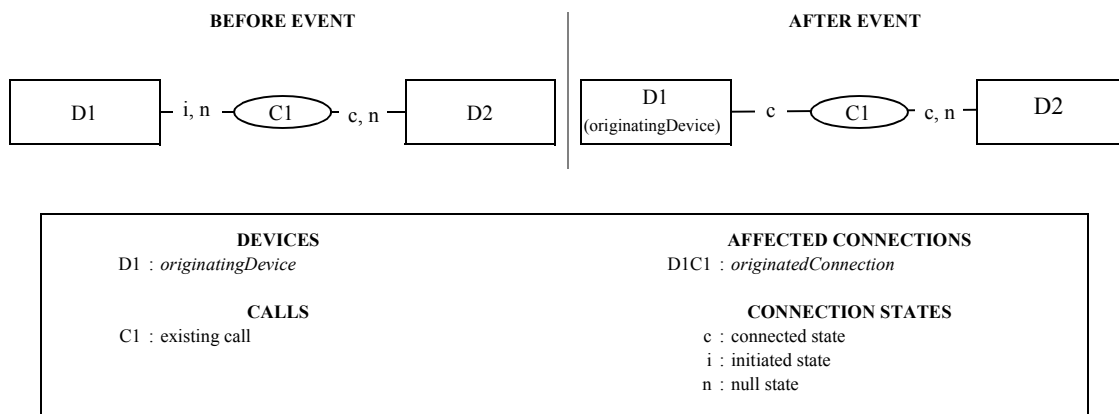 BEFORE EVENT
AFTER EVENT
D1 i, n C1 c, n D2
D1
(originatingDevice)
c C1 c, n D2
DEVICES
D1 : originatingDevice
CALLS
C1 : existing call
AFFECTED CONNECTIONS
D1C1 : originatedConnection
CONNECTION STATES
c : connected state
i : initiated state
n : null state